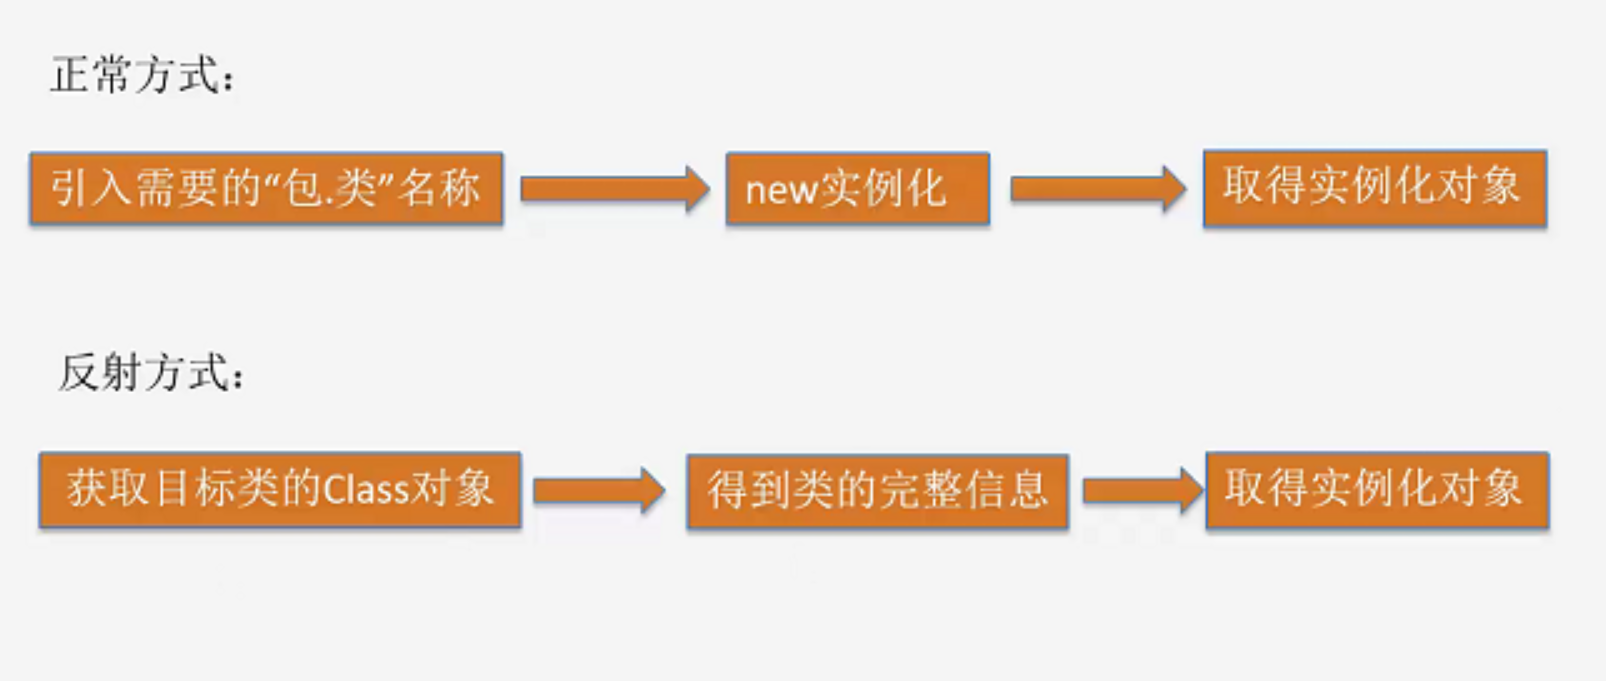 正常方式：
引入需要的“包.类”名称
new实例化
取得实例化对象
反射方式：
获取目标类的Class对象
得到类的完整信息
取得实例化对象